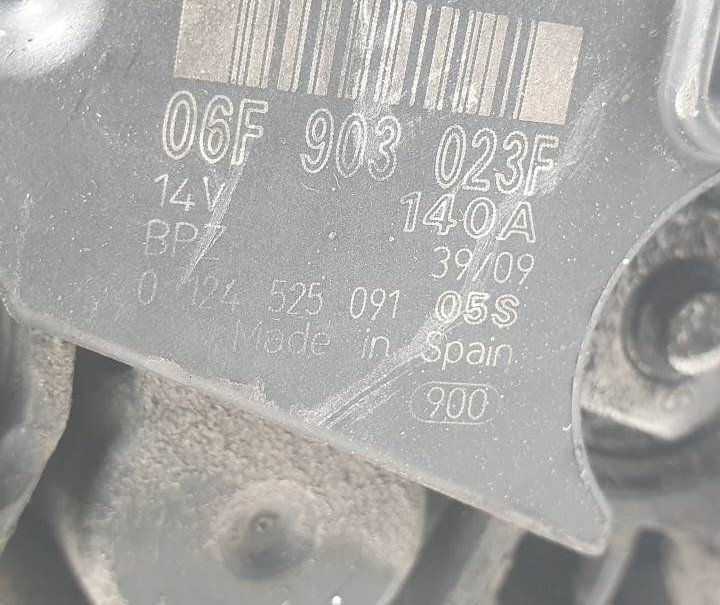 06F 903 023F
14V 140A
BPZ 39/09
0 124 525 091 05S
Made in Spain
900